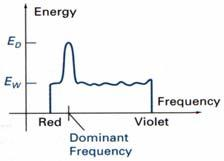 Energy
E_D
E_W
Frequency
Red
Violet
Dominant
Frequency